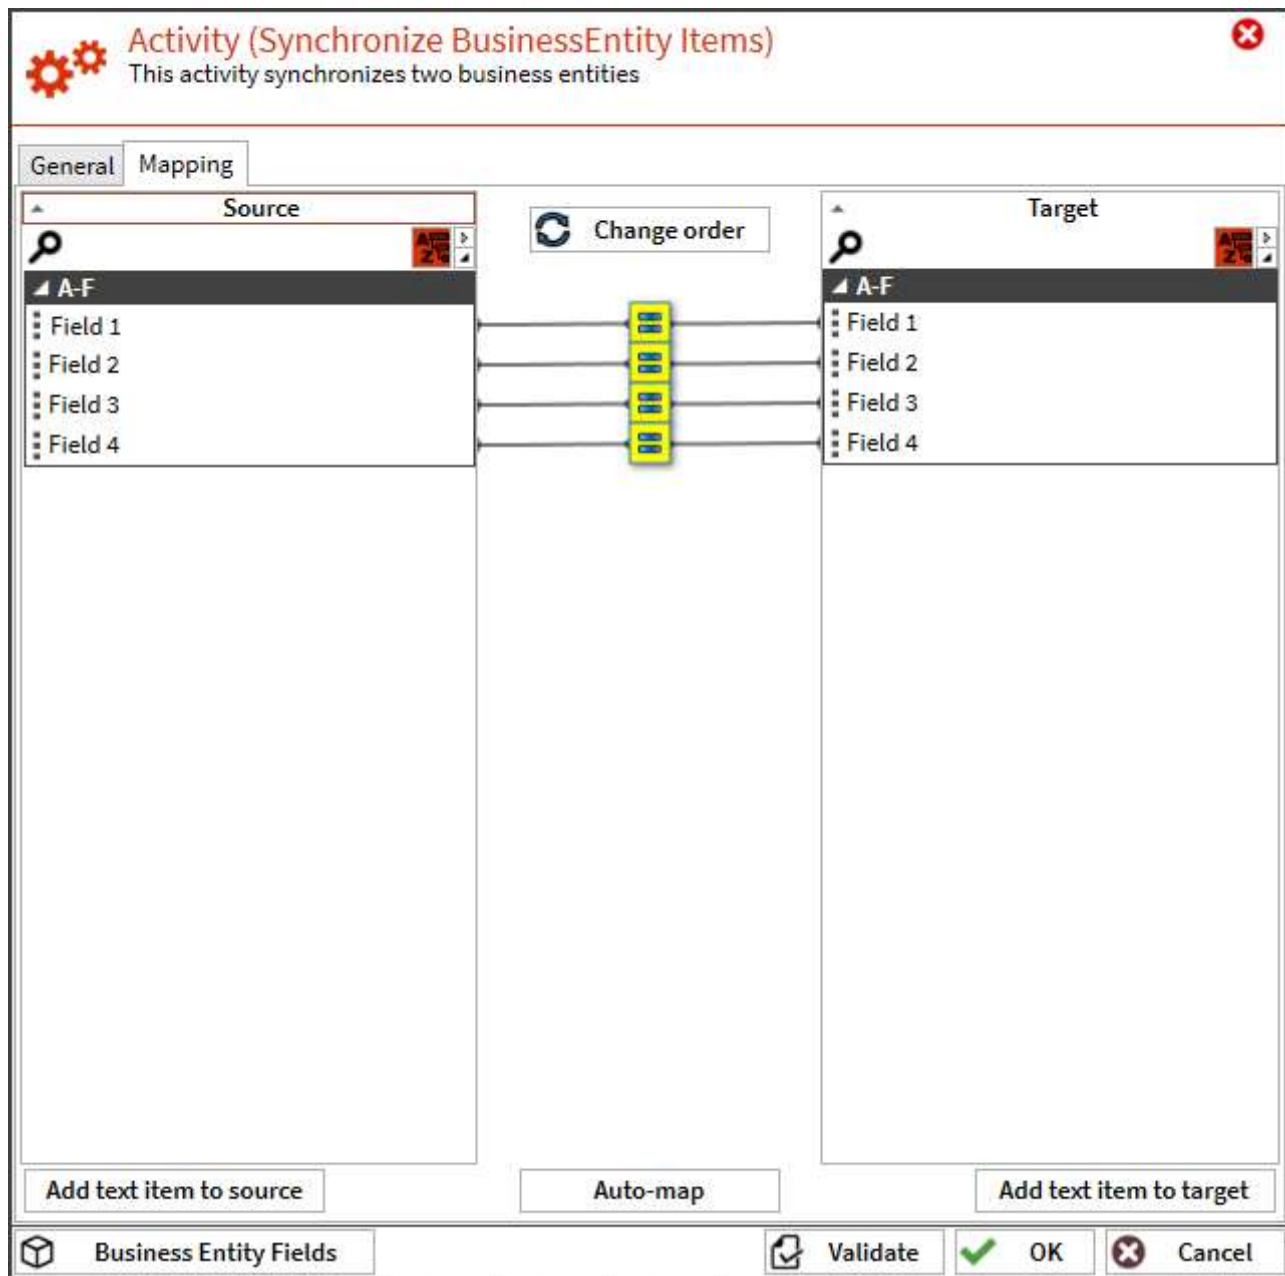 Activity (Synchronize BusinessEntity Items)
This activity synchronizes two business entities
General Mapping
Source Change order Target
A-F A-F
Field 1 Field 1
Field 2 Field 2
Field 3 Field 3
Field 4 Field 4
Add text item to source Auto-map Add text item to target
Business Entity Fields Validate OK Cancel